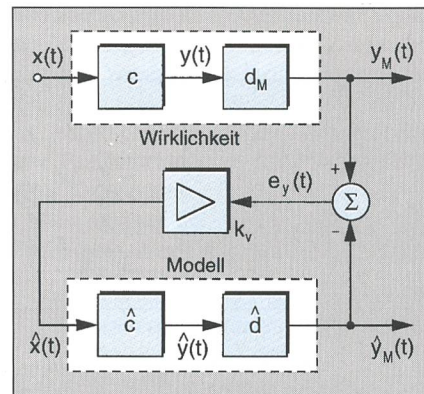 x(t) y(t) y_M(t)
c d_M
Wirklichkeit
+
e_y(t) Σ
k_v
-
Modell
ĉ d̂
x̂(t) ŷ(t) ŷ_M(t)